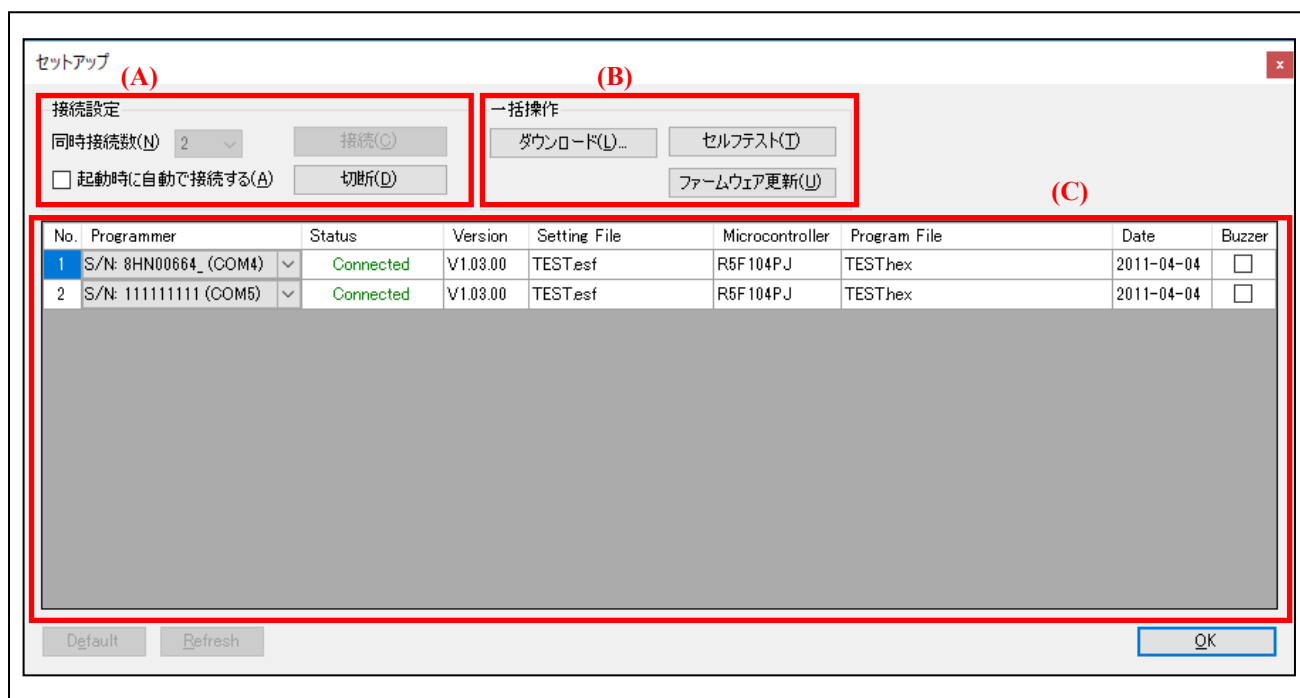 セットアップ
x
(A)
(B)
接続設定
一括操作
同時接続数(N) 2 接続(C)
ダウンロード(L)... セルフテスト(T)
起動時に自動で接続する(A) 切断(D)
ファームウェア更新(U)
(C)
No. Programmer Status Version Setting File Microcontroller Program File Date Buzzer
1 S/N: 8HN00664_ (COM4) Connected V1.03.00 TEST.esf R5F104PJ TEST.hex 2011-04-04
2 S/N: 111111111 (COM5) Connected V1.03.00 TEST.esf R5F104PJ TEST.hex 2011-04-04
Default Refresh OK